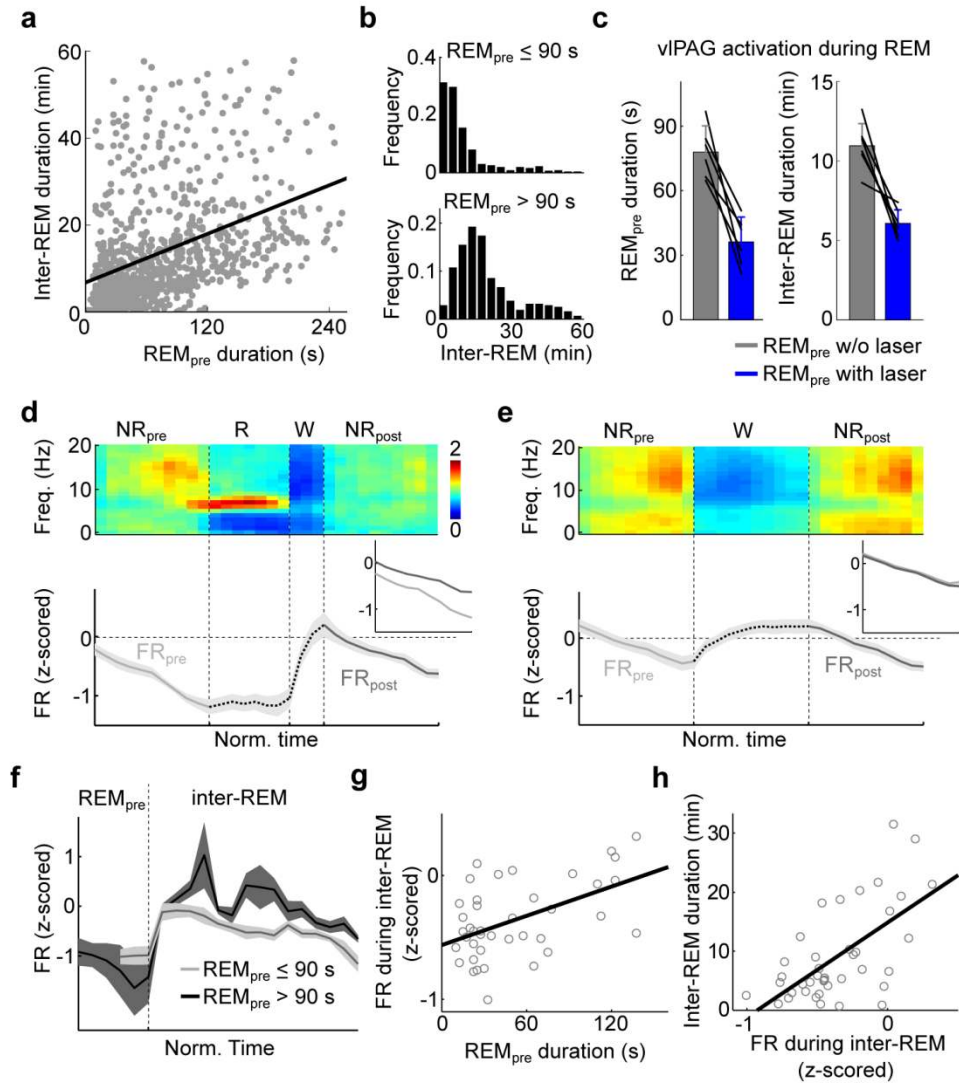 a
Inter-REM duration (min)
60
40
20
0
0
120
240
REMpre duration (s)
b
REMpre ≤ 90 s
Frequency
0.4
0.2
0
REMpre > 90 s
Frequency
0.2
0.1
0
0
30
60
Inter-REM (min)
c
vlPAG activation during REM
REMpre duration (s)
90
60
30
0
Inter-REM duration (min)
15
10
5
0
REMpre w/o laser
REMpre with laser
d
NRpre R W NRpost
Freq. (Hz)
20
10
0
2
0
0
-1
FR (z-scored)
0
-1
FRpre
FRpost
Norm. time
e
NRpre W NRpost
Freq. (Hz)
20
10
0
0
-1
FR (z-scored)
0
-1
FRpre
FRpost
Norm. time
f
REMpre inter-REM
FR (z-scored)
1
0
-1
REMpre ≤ 90 s
REMpre > 90 s
Norm. Time
g
FR during inter-REM
(z-scored)
0
-1
0
60
120
REMpre duration (s)
h
Inter-REM duration (min)
30
20
10
0
-1
0
FR during inter-REM
(z-scored)